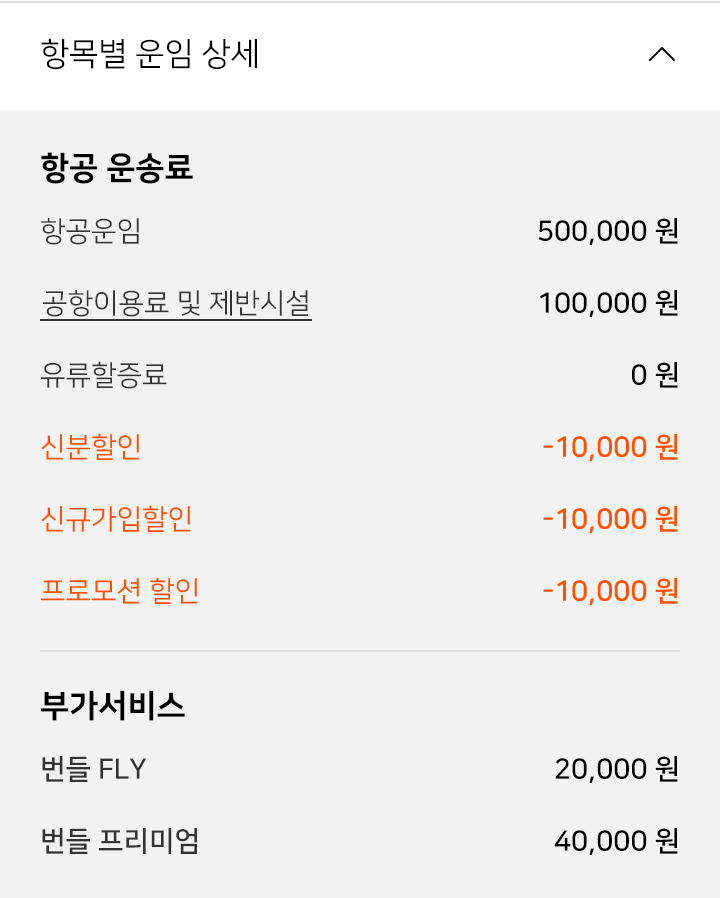 항목별 운임 상세
항공 운송료
항공운임 500,000 원
공항이용료 및 제반시설 100,000 원
유류할증료 0 원
신분할인 -10,000 원
신규가입할인 -10,000 원
프로모션 할인 -10,000 원
부가서비스
번들 FLY 20,000 원
번들 프리미엄 40,000 원